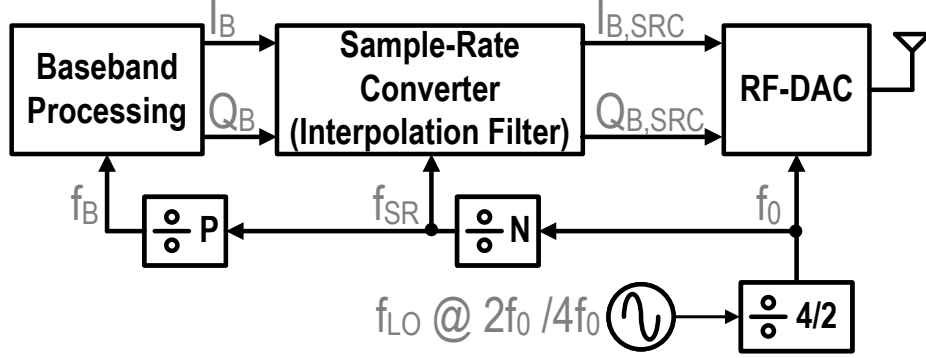 I_B
I_B,SRC
Baseband
Processing
Sample-Rate
Converter
(Interpolation Filter)
RF-DAC
Q_B
Q_B,SRC
f_B
÷ P
f_SR
÷ N
f_0
f_LO @ 2f_0 /4f_0
÷ 4/2